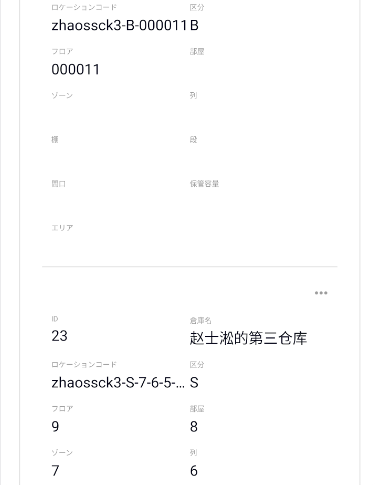 ロケーションコード 区分
zhaossck3-B-000011 B
フロア 部屋
000011
ゾーン 列
棚 段
間口 保管容量
エリア
•••
ID 倉庫名
23 赵士淞的第三仓库
ロケーションコード 区分
zhaossck3-S-7-6-5-... S
フロア 部屋
9 8
ゾーン 列
7 6